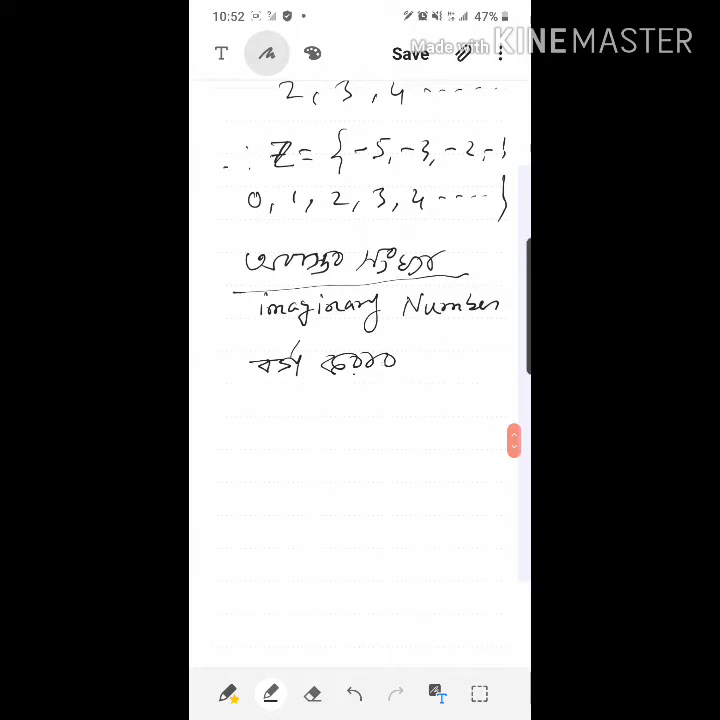 10:52 47%
T Save
Made with KINEMASTER
2, 3, 4 ......
∴ Z = { -5, -3, -2, -1
0, 1, 2, 3, 4 ...... }
অবাস্তব সংখ্যা
imaginary Number
বর্গ করলে
T